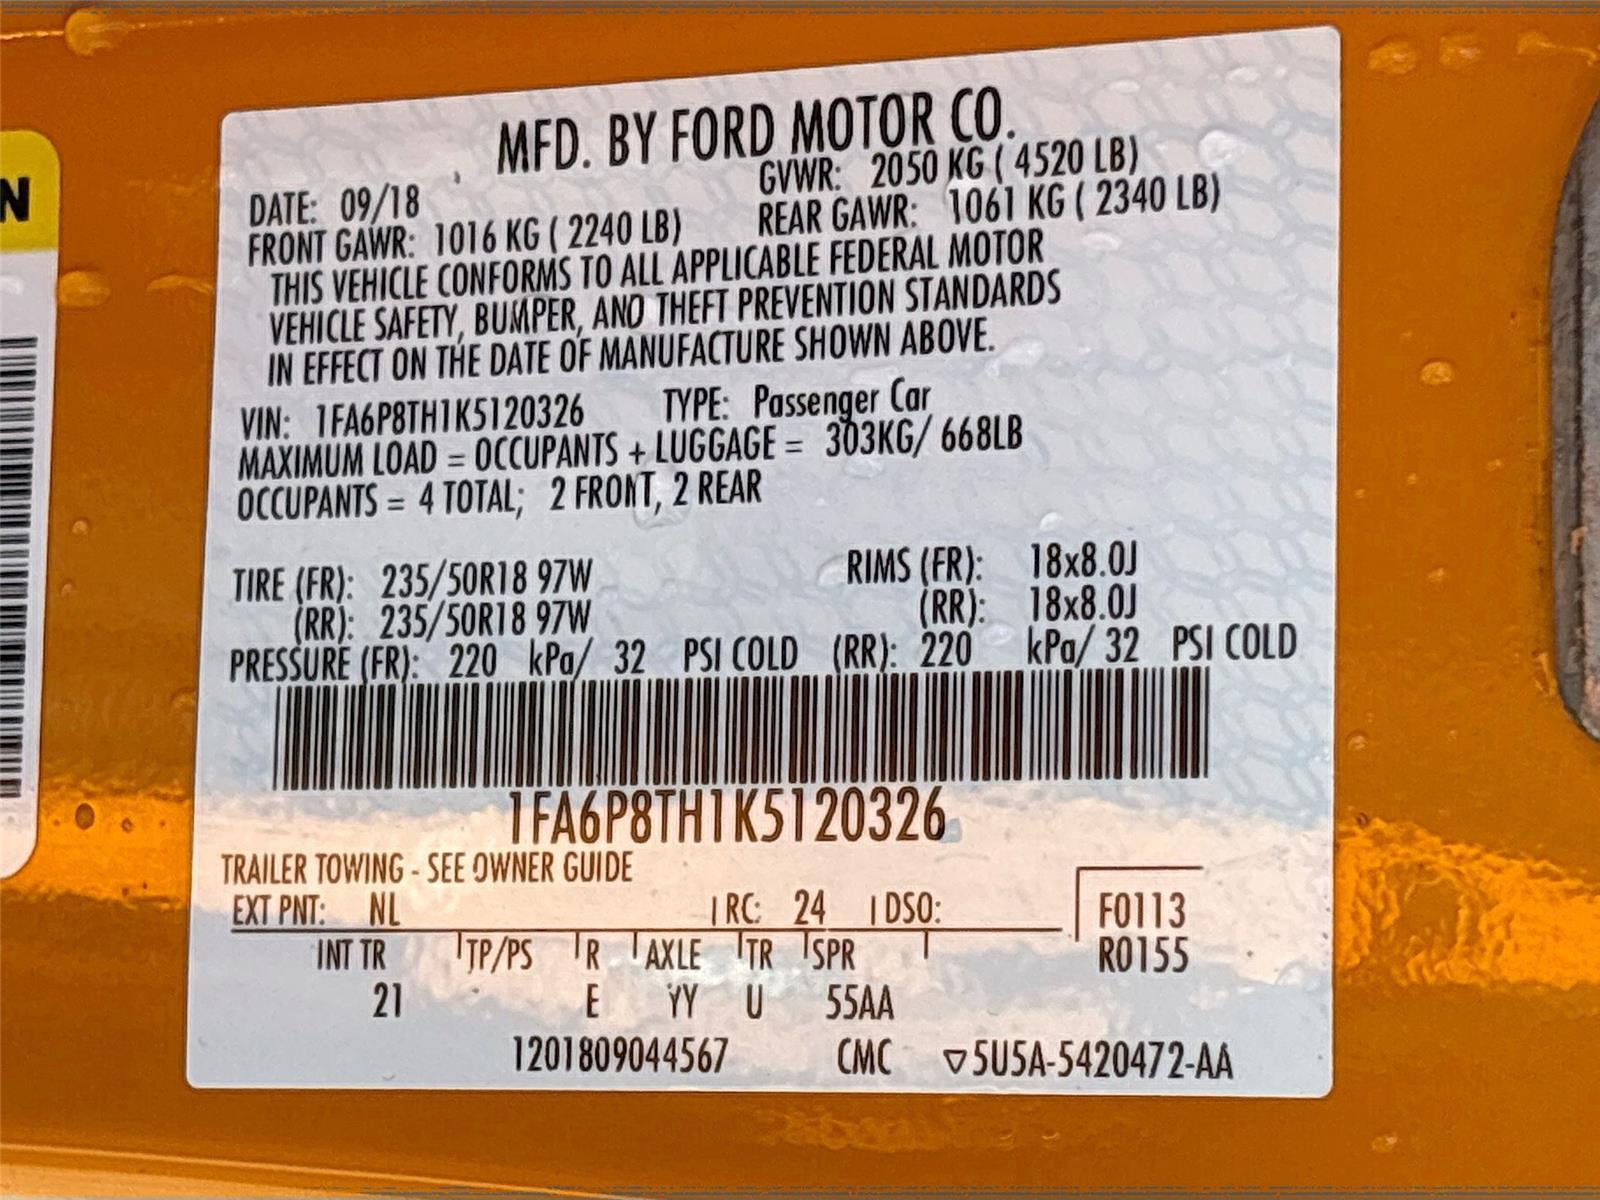 N
MFD. BY FORD MOTOR CO.
DATE: 09/18 GVWR: 2050 KG ( 4520 LB)
FRONT GAWR: 1016 KG ( 2240 LB) REAR GAWR: 1061 KG ( 2340 LB)
THIS VEHICLE CONFORMS TO ALL APPLICABLE FEDERAL MOTOR
VEHICLE SAFETY, BUMPER, AND THEFT PREVENTION STANDARDS
IN EFFECT ON THE DATE OF MANUFACTURE SHOWN ABOVE.
VIN: 1FA6P8TH1K5120326 TYPE: Passenger Car
MAXIMUM LOAD = OCCUPANTS + LUGGAGE = 303KG/ 668LB
OCCUPANTS = 4 TOTAL; 2 FRONT, 2 REAR
TIRE (FR): 235/50R18 97W RIMS (FR): 18x8.0J
(RR): 235/50R18 97W (RR): 18x8.0J
PRESSURE (FR): 220 kPa/ 32 PSI COLD (RR): 220 kPa/ 32 PSI COLD
1FA6P8TH1K5120326
TRAILER TOWING - SEE OWNER GUIDE
EXT PNT: NL RC: 24 DSO: F0113
INT TR TP/PS R AXLE TR SPR R0155
21 E YY U 55AA
1201809044567 CMC ▽5U5A-5420472-AA